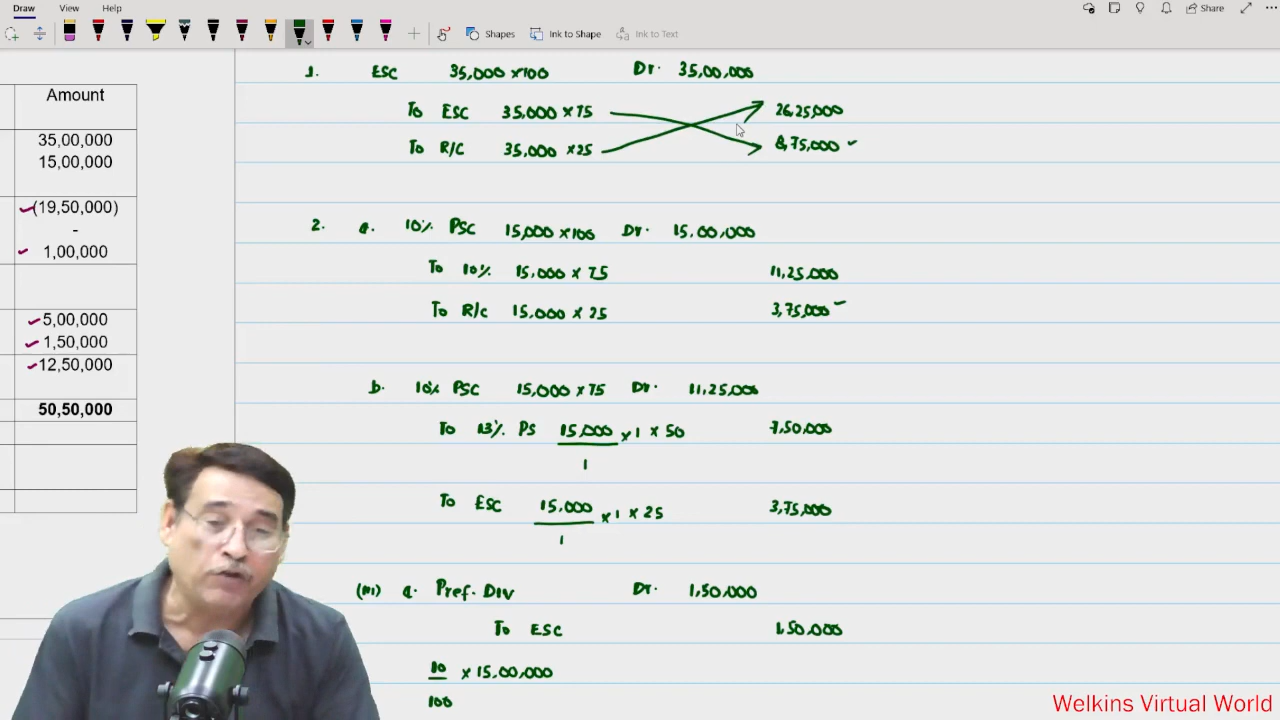 Draw View Help
Share
Shapes Ink to Shape Ink to Text
Amount
35,00,000
15,00,000
(19,50,000)
-
1,00,000
5,00,000
1,50,000
12,50,000
50,50,000
1. ESC 35,000 × 100 Dr. 35,00,000
To ESC 35,000 × 75 26,25,000
To R/C 35,000 × 25 8,75,000
2. a. 10% PSC 15,000 × 100 Dr. 15,00,000
To 10% 15,000 × 75 11,25,000
To R/C 15,000 × 25 3,75,000
b. 10% PSC 15,000 × 75 Dr. 11,25,000
To 13% PS 15,000 × 1 × 50 7,50,000
1
To ESC 15,000 × 1 × 25 3,75,000
1
(III) a. Pref. Div Dr. 1,50,000
To ESC 1,50,000
10 × 15,00,000
100
Welkins Virtual World